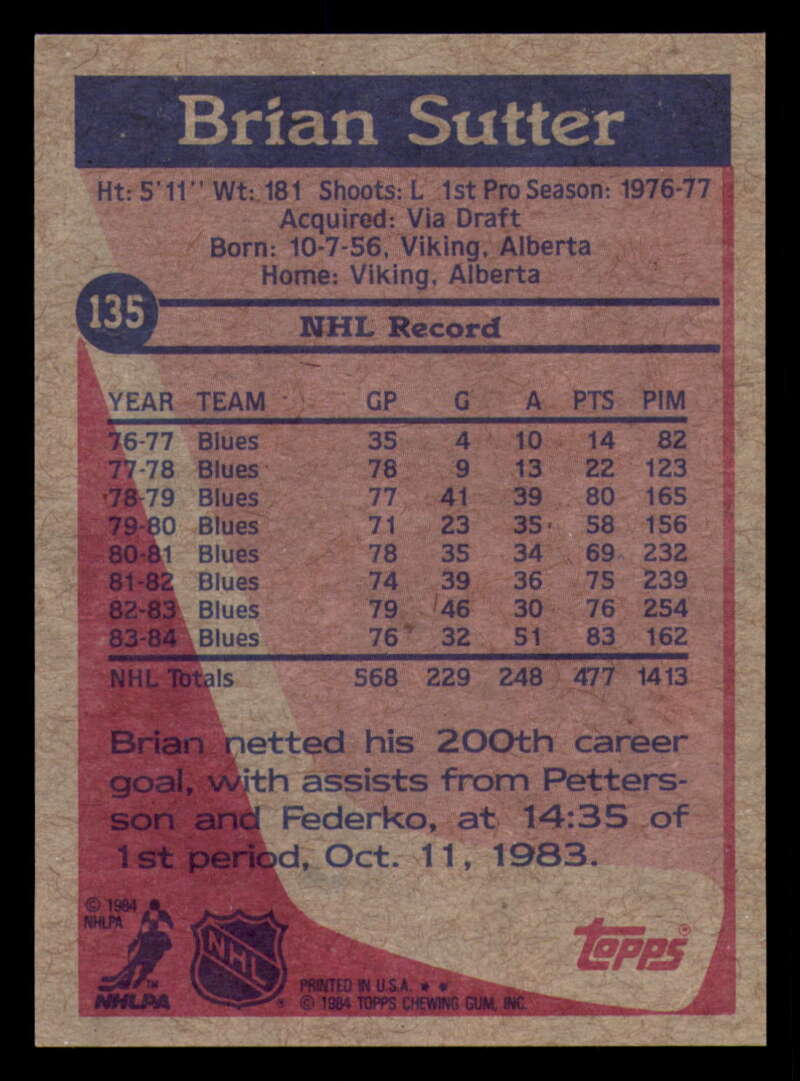 Brian Sutter
Ht: 5'11" Wt: 181 Shoots: L 1st Pro Season: 1976-77
Acquired: Via Draft
Born: 10-7-56, Viking, Alberta
Home: Viking, Alberta
135
NHL Record
YEAR TEAM GP G A PTS PIM
76-77 Blues 35 4 10 14 82
77-78 Blues 78 9 13 22 123
78-79 Blues 77 41 39 80 165
79-80 Blues 71 23 35 58 156
80-81 Blues 78 35 34 69 232
81-82 Blues 74 39 36 75 239
82-83 Blues 79 46 30 76 254
83-84 Blues 76 32 51 83 162
NHL Totals 568 229 248 477 1413
Brian netted his 200th career
goal, with assists from Petters-
son and Federko, at 14:35 of
1st period, Oct. 11, 1983.
© 1984
NHLPA
NHLPA ™
NHL ®
topps ®
PRINTED IN U.S.A. * *
© 1984 TOPPS CHEWING GUM, INC.